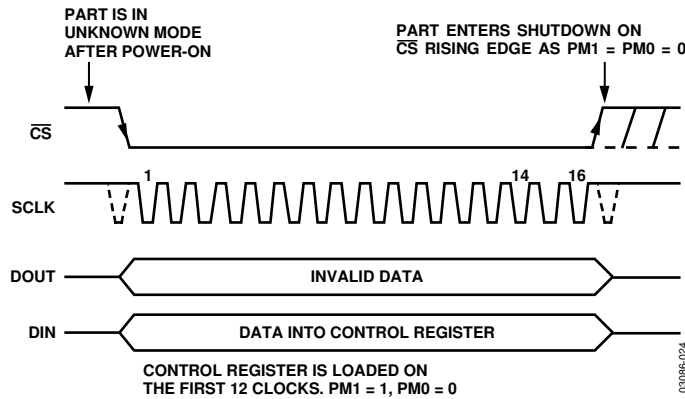 PART IS IN
UNKNOWN MODE
AFTER POWER-ON
PART ENTERS SHUTDOWN ON
CS RISING EDGE AS PM1 = PM0 = 0
CS
1
14
16
SCLK
DOUT
INVALID DATA
DIN
DATA INTO CONTROL REGISTER
CONTROL REGISTER IS LOADED ON
THE FIRST 12 CLOCKS. PM1 = 1, PM0 = 0
03086-024